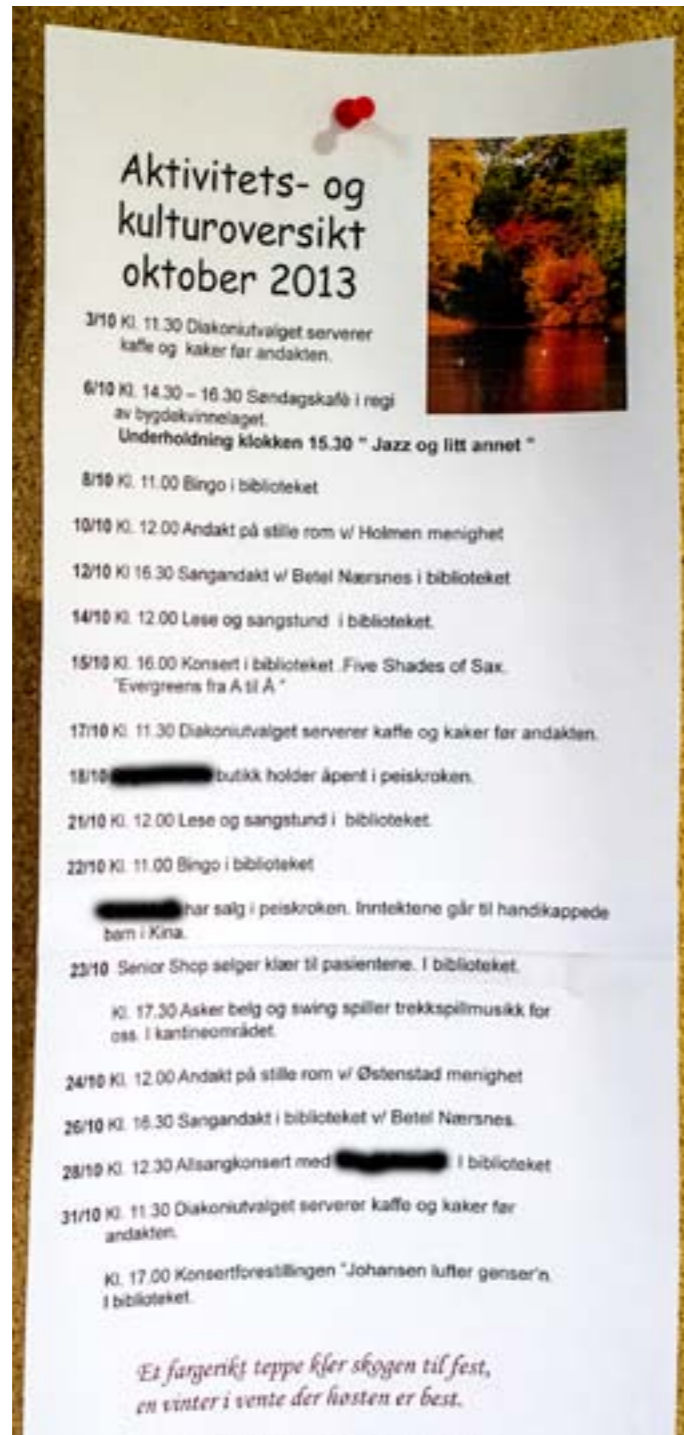 Aktivitets- og
kulturoversikt
oktober 2013
3/10 Kl. 11.30 Diakoniutvalget serverer
kaffe og kaker før andakten.
6/10 Kl. 14.30 – 16.30 Søndagskafè i regi
av bygdekvinnelaget.
Underholdning klokken 15.30 " Jazz og litt annet "
8/10 Kl. 11.00 Bingo i biblioteket
10/10 Kl. 12.00 Andakt på stille rom v/ Holmen menighet
12/10 Kl 16.30 Sangandakt v/ Betel Nærsnes i biblioteket
14/10 Kl. 12.00 Lese og sangstund i biblioteket.
15/10 Kl. 16.00 Konsert i biblioteket .Five Shades of Sax.
"Evergreens fra A til Å "
17/10 Kl. 11.30 Diakoniutvalget serverer kaffe og kaker før andakten.
18/10 butikk holder åpent i peiskroken.
21/10 Kl. 12.00 Lese og sangstund i biblioteket.
22/10 Kl. 11.00 Bingo i biblioteket
har salg i peiskroken. Inntektene går til handikappede
barn i Kina.
23/10 Senior Shop selger klær til pasientene. I biblioteket.
Kl. 17.30 Asker belg og swing spiller trekkspillmusikk for
oss. I kantineområdet.
24/10 Kl. 12.00 Andakt på stille rom v/ Østenstad menighet
26/10 Kl. 16.30 Sangandakt i biblioteket v/ Betel Nærsnes.
28/10 Kl. 12.30 Allsangkonsert med I biblioteket
31/10 Kl. 11.30 Diakoniutvalget serverer kaffe og kaker før
andakten.
Kl. 17.00 Konsertforestillingen "Johansen lufter genser'n.
I biblioteket.
Et fargerikt teppe kler skogen til fest,
en vinter i vente der høsten er best.